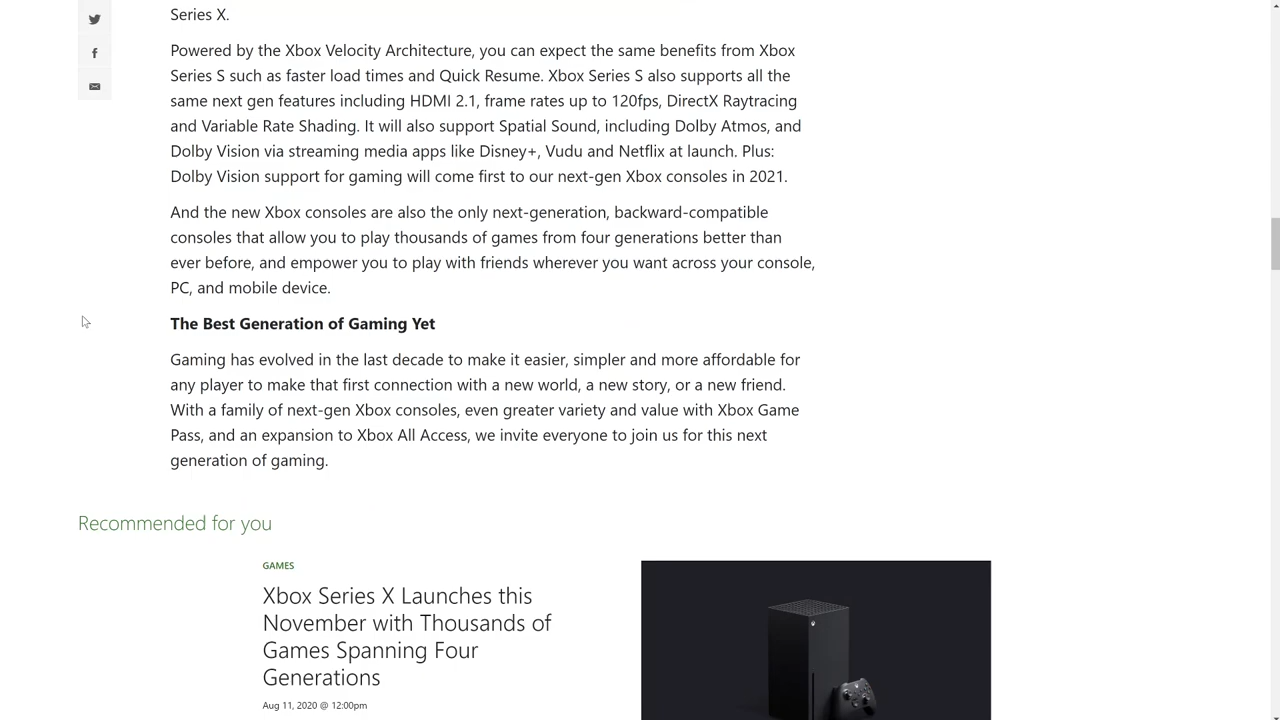 Series X.
Powered by the Xbox Velocity Architecture, you can expect the same benefits from Xbox
Series S such as faster load times and Quick Resume. Xbox Series S also supports all the
same next gen features including HDMI 2.1, frame rates up to 120fps, DirectX Raytracing
and Variable Rate Shading. It will also support Spatial Sound, including Dolby Atmos, and
Dolby Vision via streaming media apps like Disney+, Vudu and Netflix at launch. Plus:
Dolby Vision support for gaming will come first to our next-gen Xbox consoles in 2021.
And the new Xbox consoles are also the only next-generation, backward-compatible
consoles that allow you to play thousands of games from four generations better than
ever before, and empower you to play with friends wherever you want across your console,
PC, and mobile device.
The Best Generation of Gaming Yet
Gaming has evolved in the last decade to make it easier, simpler and more affordable for
any player to make that first connection with a new world, a new story, or a new friend.
With a family of next-gen Xbox consoles, even greater variety and value with Xbox Game
Pass, and an expansion to Xbox All Access, we invite everyone to join us for this next
generation of gaming.
Recommended for you
GAMES
Xbox Series X Launches this
November with Thousands of
Games Spanning Four
Generations
Aug 11, 2020 @ 12:00pm